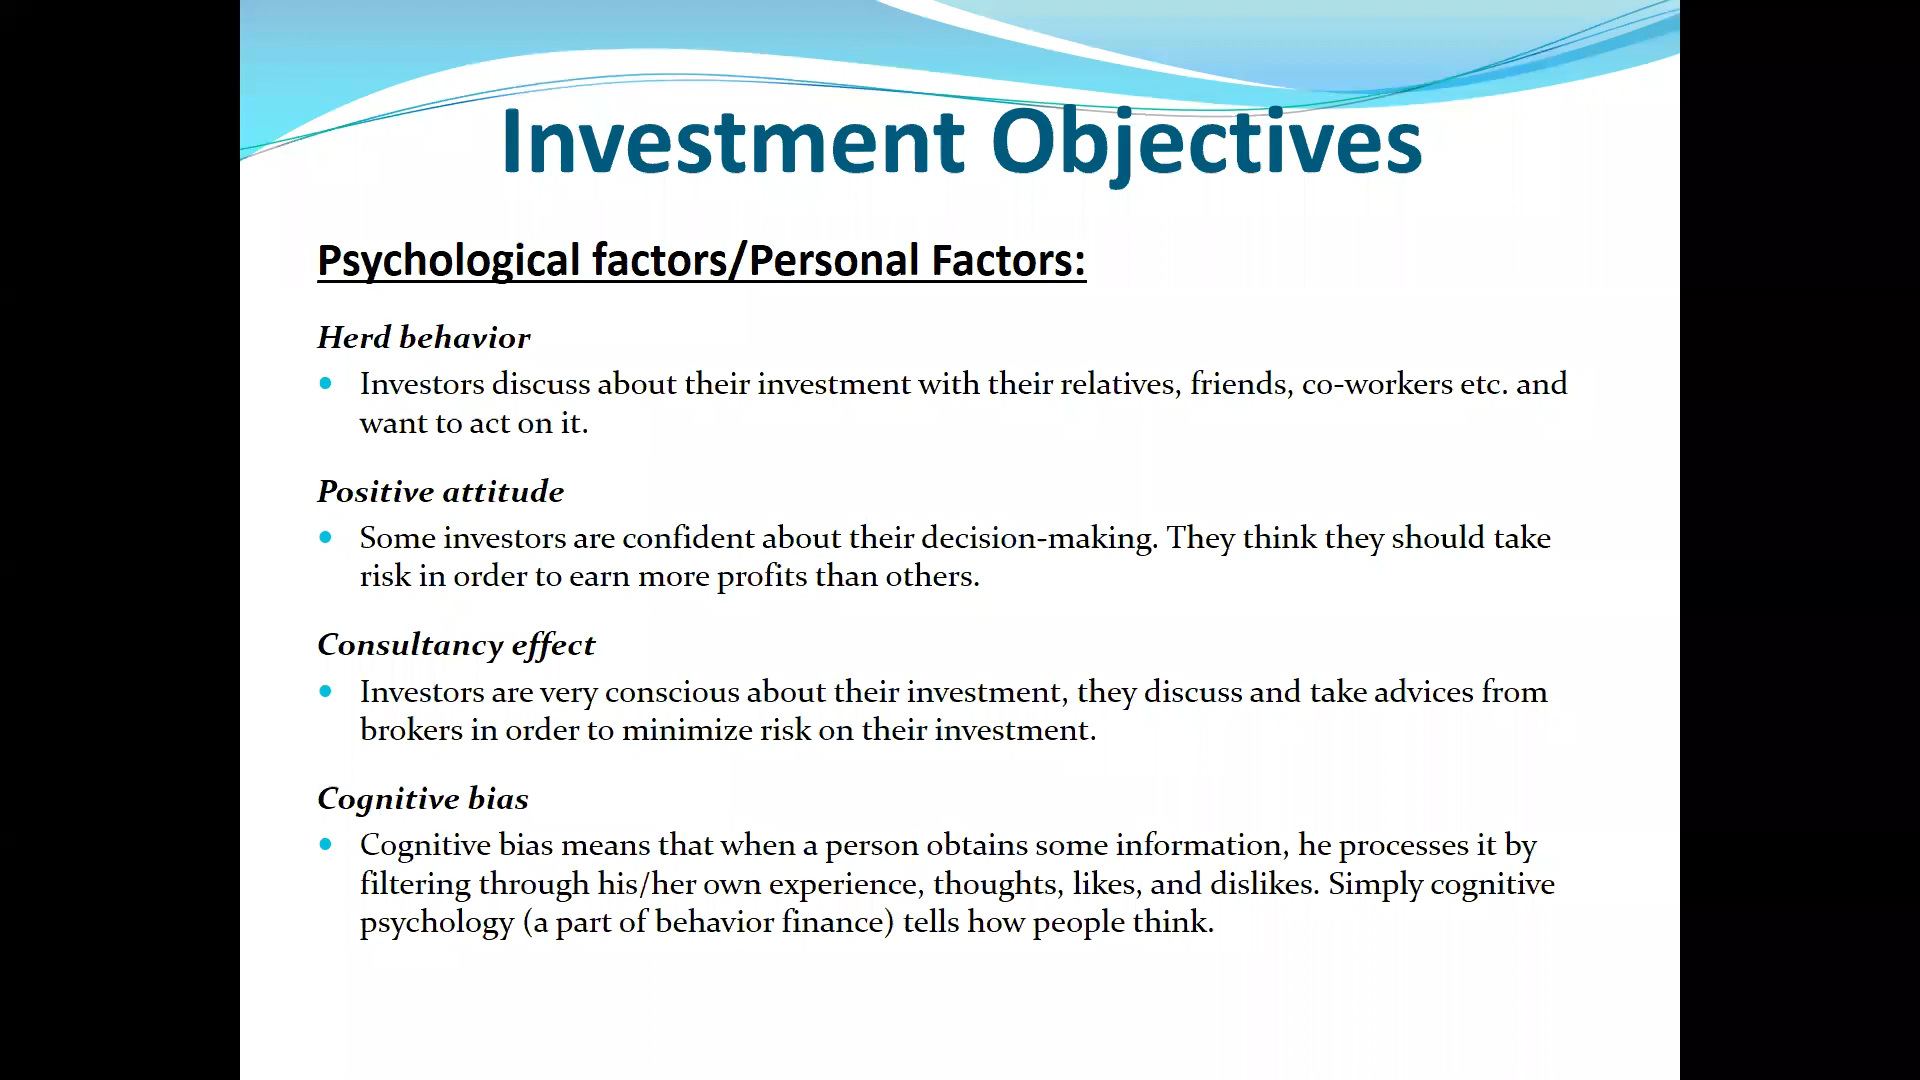 Investment Objectives
Psychological factors/Personal Factors:
Herd behavior
Investors discuss about their investment with their relatives, friends, co-workers etc. and
want to act on it.
Positive attitude
Some investors are confident about their decision-making. They think they should take
risk in order to earn more profits than others.
Consultancy effect
Investors are very conscious about their investment, they discuss and take advices from
brokers in order to minimize risk on their investment.
Cognitive bias
Cognitive bias means that when a person obtains some information, he processes it by
filtering through his/her own experience, thoughts, likes, and dislikes. Simply cognitive
psychology (a part of behavior finance) tells how people think.